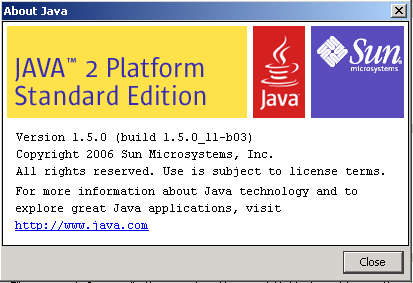 About Java
JAVA™ 2 Platform
Standard Edition
Java
Sun
microsystems
Version 1.5.0 (build 1.5.0_11-b03)
Copyright 2006 Sun Microsystems, Inc.
All rights reserved. Use is subject to license terms.
For more information about Java technology and to
explore great Java applications, visit
http://www.java.com
Close